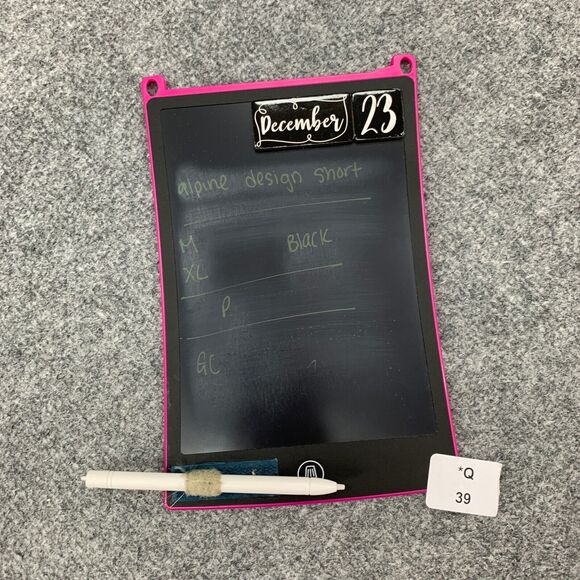 December 23
alpine design short
M Black
XL
P
GC
*Q
39